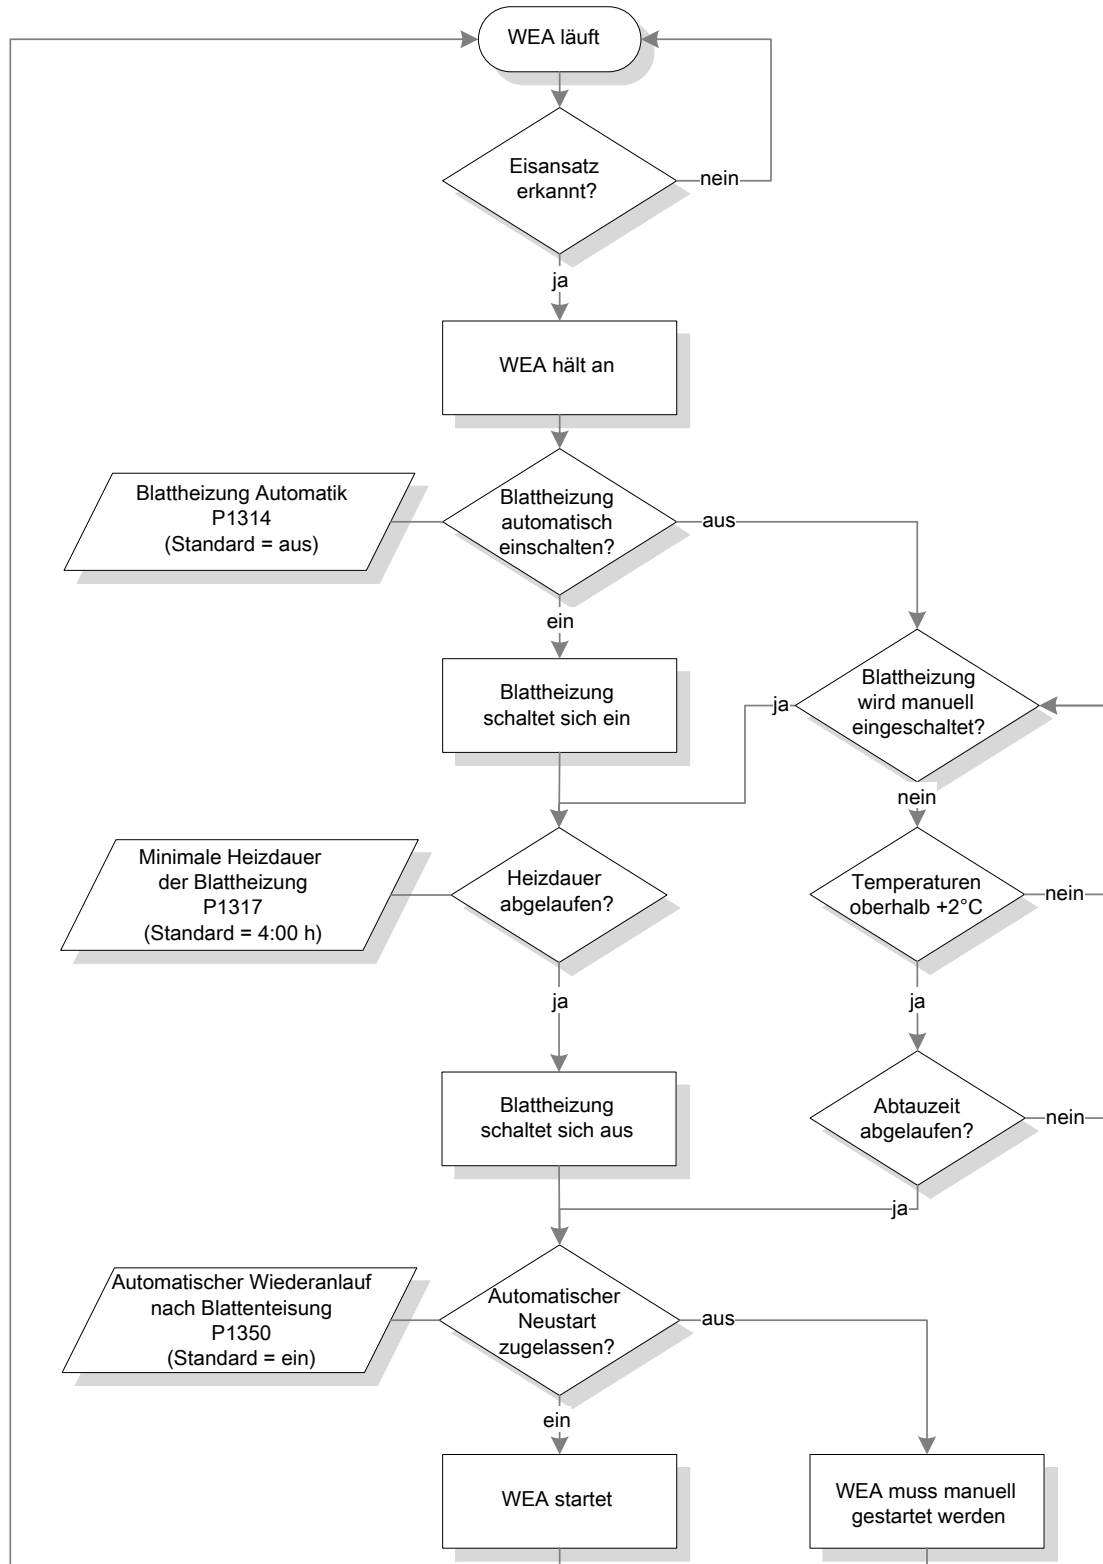 WEA läuft
Eisansatz
erkannt?
nein
ja
WEA hält an
Blattheizung Automatik
P1314
(Standard = aus)
Blattheizung
automatisch
einschalten?
aus
ein
Blattheizung
schaltet sich ein
ja
Blattheizung
wird manuell
eingeschaltet?
nein
Minimale Heizdauer
der Blattheizung
P1317
(Standard = 4:00 h)
Heizdauer
abgelaufen?
Temperaturen
oberhalb +2°C
nein
ja
ja
Blattheizung
schaltet sich aus
Abtauzeit
abgelaufen?
nein
ja
Automatischer Wiederanlauf
nach Blattenteisung
P1350
(Standard = ein)
Automatischer
Neustart
zugelassen?
aus
ein
WEA startet
WEA muss manuell
gestartet werden